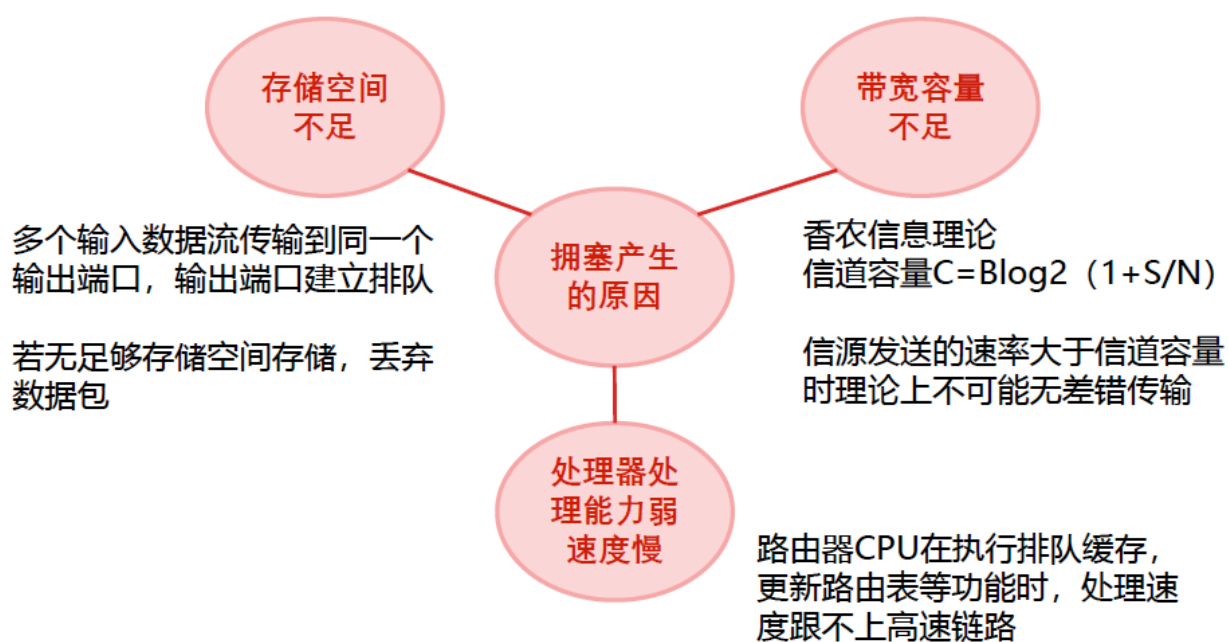 存储空间
不足
带宽容量
不足
多个输入数据流传输到同一个
输出端口，输出端口建立排队
若无足够存储空间存储，丢弃
数据包
拥塞产生
的原因
香农信息理论
信道容量C=Blog2（1+S/N）
信源发送的速率大于信道容量
时理论上不可能无差错传输
处理器处
理能力弱
速度慢
路由器CPU在执行排队缓存，
更新路由表等功能时，处理速
度跟不上高速链路